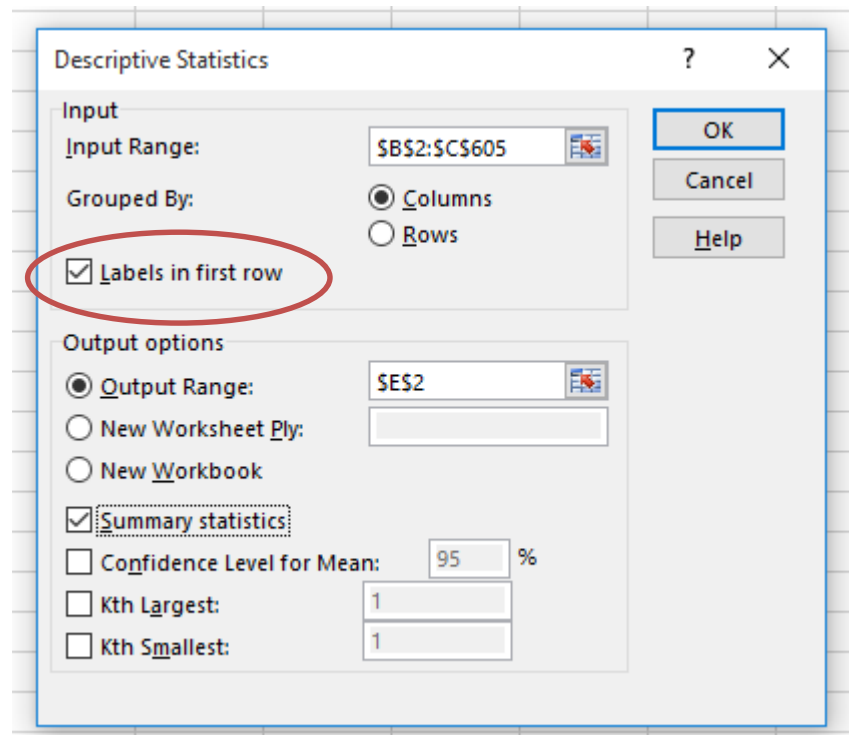 Descriptive Statistics ? ×
Input
Input Range: $B$2:$C$605
Grouped By: Columns
Rows
Labels in first row
OK
Cancel
Help
Output options
Output Range: $E$2
New Worksheet Ply:
New Workbook
Summary statistics
Confidence Level for Mean: 95 %
Kth Largest: 1
Kth Smallest: 1